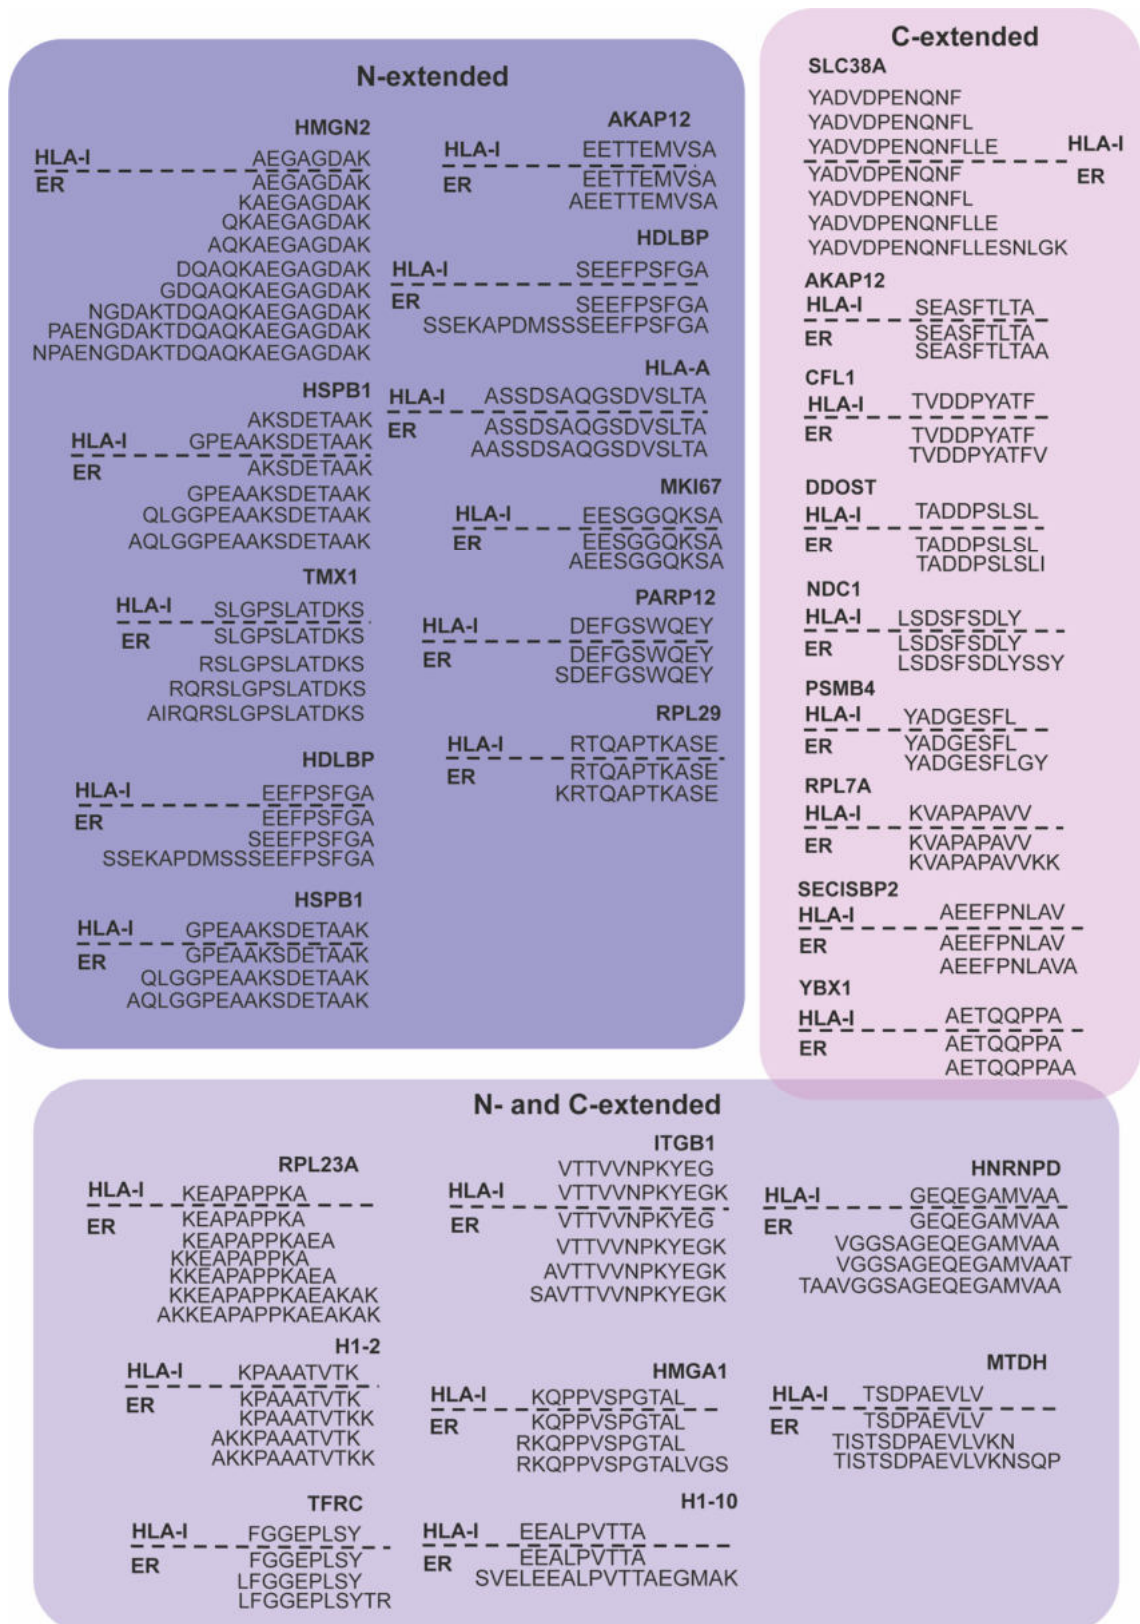 N-extended
HMGN2
HLA-I AEGAGDAK
ER AEGAGDAK
KAEGAGDAK
QKAEGAGDAK
AQKAEGAGDAK
DQAQKAEGAGDAK
GDQAQKAEGAGDAK
NGDAKTDQAQKAEGAGDAK
PAENGDAKTDQAQKAEGAGDAK
NPAENGDAKTDQAQKAEGAGDAK
HSPB1
AKSDETAAK
HLA-I GPEAAKSDETAAK
ER AKSDETAAK
GPEAAKSDETAAK
QLGGPEAAKSDETAAK
AQLGGPEAAKSDETAAK
TMX1
HLA-I SLGPSLATDKS
ER SLGPSLATDKS
RSLGPSLATDKS
RQRSLGPSLATDKS
AIRQRSLGPSLATDKS
HDLBP
HLA-I EEFPSFGA
ER EEFPSFGA
SEEFPSFGA
SSEKAPDMSSSEEFPSFGA
HSPB1
HLA-I GPEAAKSDETAAK
ER GPEAAKSDETAAK
QLGGPEAAKSDETAAK
AQLGGPEAAKSDETAAK
AKAP12
HLA-I EETTEMVSA
ER EETTEMVSA
AEETTEMVSA
HDLBP
HLA-I SEEFPSFGA
ER SEEFPSFGA
SSEKAPDMSSSEEFPSFGA
HLA-A
HLA-I ASSDSAQGSDVSLTA
ER ASSDSAQGSDVSLTA
AASSDSAQGSDVSLTA
MKI67
HLA-I EESGGQKSA
ER EESGGQKSA
AEESGGQKSA
PARP12
HLA-I DEFGSWQEY
ER DEFGSWQEY
SDEFGSWQEY
RPL29
HLA-I RTQAPTKASE
ER RTQAPTKASE
KRTQAPTKASE
C-extended
SLC38A
YADVDPENQNF
YADVDPENQNFL
YADVDPENQNFLLE HLA-I
YADVDPENQNF ER
YADVDPENQNFL
YADVDPENQNFLLE
YADVDPENQNFLLESNLGK
AKAP12
HLA-I SEASFTLTA
ER SEASFTLTA
SEASFTLTAA
CFL1
HLA-I TVDDPYATF
ER TVDDPYATF
TVDDPYATFV
DDOST
HLA-I TADDPSLSL
ER TADDPSLSL
TADDPSLSLI
NDC1
HLA-I LSDSFSDLY
ER LSDSFSDLY
LSDSFSDLYSSY
PSMB4
HLA-I YADGESFL
ER YADGESFL
YADGESFLGY
RPL7A
HLA-I KVAPAPAVV
ER KVAPAPAVV
KVAPAPAVVKK
SECISBP2
HLA-I AEEFPNLAV
ER AEEFPNLAV
AEEFPNLAVA
YBX1
HLA-I AETQQPPA
ER AETQQPPA
AETQQPPAA
N- and C-extended
RPL23A
HLA-I KEAPAPPKA
ER KEAPAPPKA
KEAPAPPKAEA
KKEAPAPPKA
KKEAPAPPKAEA
KKEAPAPPKAEAKAK
AKKEAPAPPKAEAKAK
H1-2
HLA-I KPAAATVTK
ER KPAAATVTK
KPAAATVTKK
AKKPAAATVTK
AKKPAAATVTKK
TFRC
HLA-I FGGEPLSY
ER FGGEPLSY
LFGGEPLSY
LFGGEPLSYTR
ITGB1
VTTVVNPKYEG
HLA-I VTTVVNPKYEGK
ER VTTVVNPKYEG
VTTVVNPKYEGK
AVTTVVNPKYEGK
SAVTTVVNPKYEGK
HMGA1
HLA-I KQPPVSPGTAL
ER KQPPVSPGTAL
RKQPPVSPGTAL
RKQPPVSPGTALVGS
H1-10
HLA-I EEALPVTTA
ER EEALPVTTA
SVELEEALPVTTAEGMAK
HNRNPD
HLA-I GEQEGAMVAA
ER GEQEGAMVAA
VGGSAGEQEGAMVAA
VGGSAGEQEGAMVAAT
TAAVGGSAGEQEGAMVAA
MTDH
HLA-I TSDPAEVLV
ER TSDPAEVLV
TISTSDPAEVLVKN
TISTSDPAEVLVKNSQP